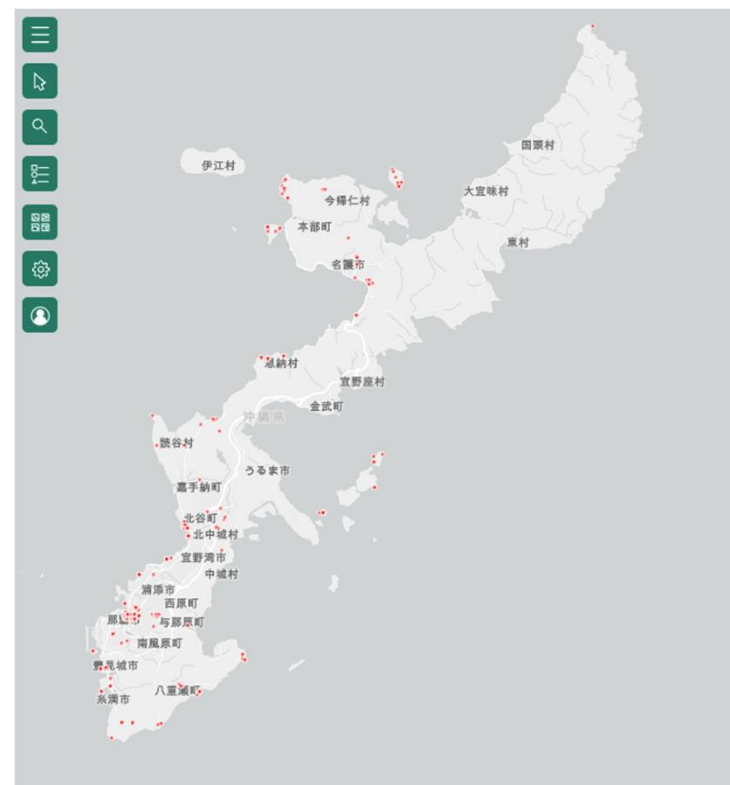 国頭村
伊江村
大宜味村
今帰仁村
本部町
東村
名護市
恩納村
宜野座村
金武町
沖縄県
読谷村
うるま市
嘉手納町
北谷町
北中城村
宜野湾市
中城村
浦添市
西原町
与那原町
南風原町
豊見城市
八重瀬町
糸満市